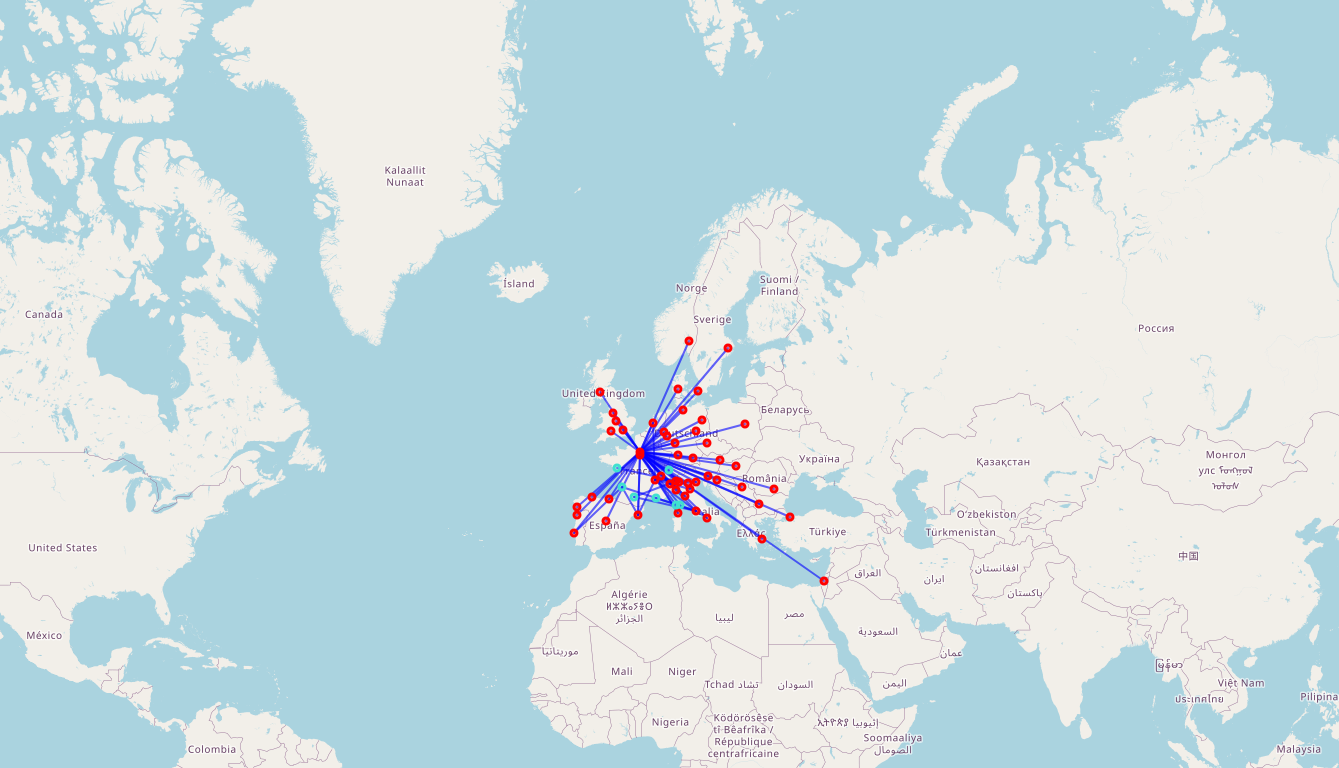 Kalaallit
Nunaat
Ísland
Norge
Suomi /
Finland
Sverige
Canada
Россия
United Kingdom
Беларусь
Deutschland
Україна
France
România
Italia
España
Ελλάς
Türkiye
Қазақстан
Монгол
улс
O‘zbekiston
Türkmenistan
中国
United States
México
Colombia
Algérie
ⵍⵣⵣⴰⵢⴻⵔ
الجزائر
ليبيا
مصر
العراق
ایران
افغانستان
پاکستان
السعودية
عمان
اليمن
موريتانيا
Mali
Niger
Tchad تشاد
السودان
Nigeria
Ködörösêse
tî Bêafrîka /
République
centrafricaine
ኢትዮጵያ إثيوبيا
Soomaaliya
الصومال
မြန်မာ
Việt Nam
ประเทศไทย
Pilipina
Malaysia